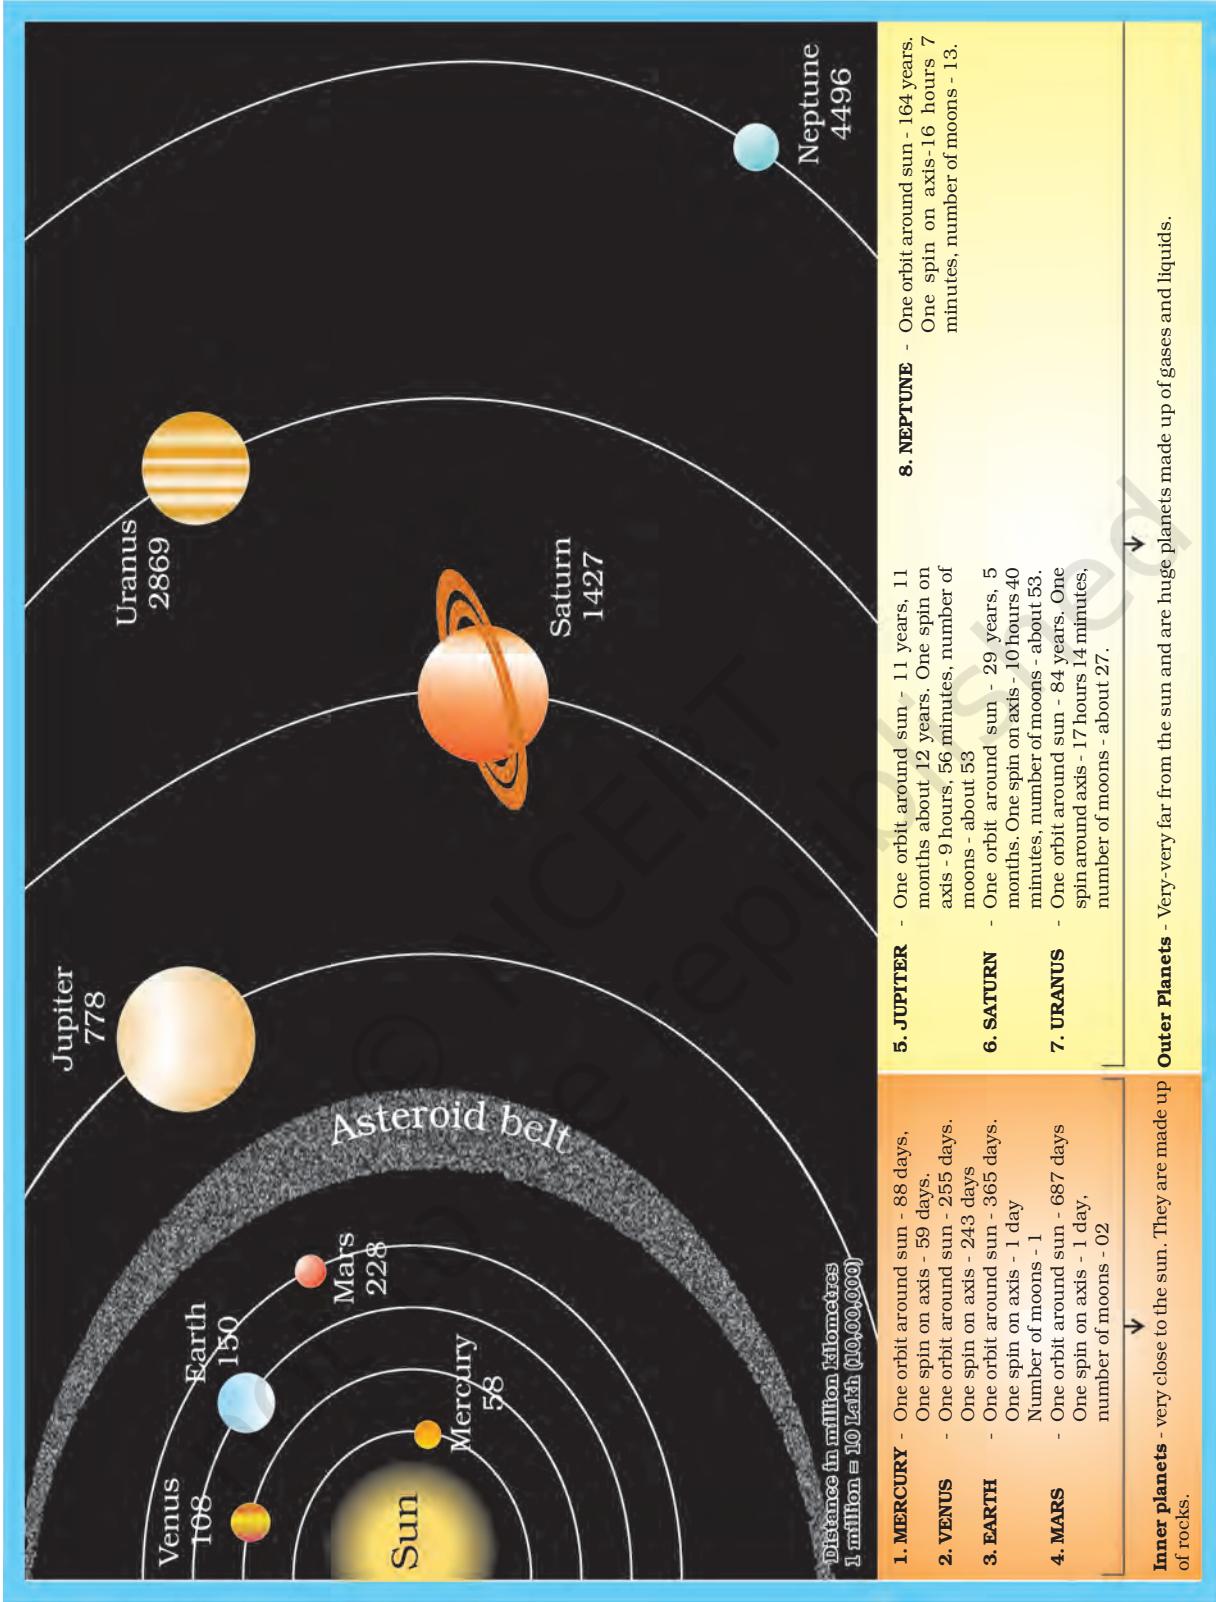 Neptune
4496
Uranus
2869
Saturn
1427
Jupiter
778
Asteroid belt
Mars
228
Earth
150
Venus
108
Mercury
58
Sun
Distance in million kilometres
1 million = 10 Lakh (10,00,000)
1. MERCURY - One orbit around sun - 88 days,
One spin on axis - 59 days.
2. VENUS - One orbit around sun - 255 days.
One spin on axis - 243 days
3. EARTH - One orbit around sun - 365 days.
One spin on axis - 1 day
Number of moons - 1
4. MARS - One orbit around sun - 687 days
One spin on axis - 1 day,
number of moons - 02
Inner planets - very close to the sun. They are made up
of rocks.
5. JUPITER - One orbit around sun - 11 years, 11
months about 12 years. One spin on
axis - 9 hours, 56 minutes, number of
moons - about 53
6. SATURN - One orbit around sun - 29 years, 5
months. One spin on axis - 10 hours 40
minutes, number of moons - about 53.
7. URANUS - One orbit around sun - 84 years. One
spin around axis - 17 hours 14 minutes,
number of moons - about 27.
8. NEPTUNE - One orbit around sun - 164 years.
One spin on axis-16 hours 7
minutes, number of moons - 13.
Outer Planets - Very-very far from the sun and are huge planets made up of gases and liquids.
© NCERT
be republished